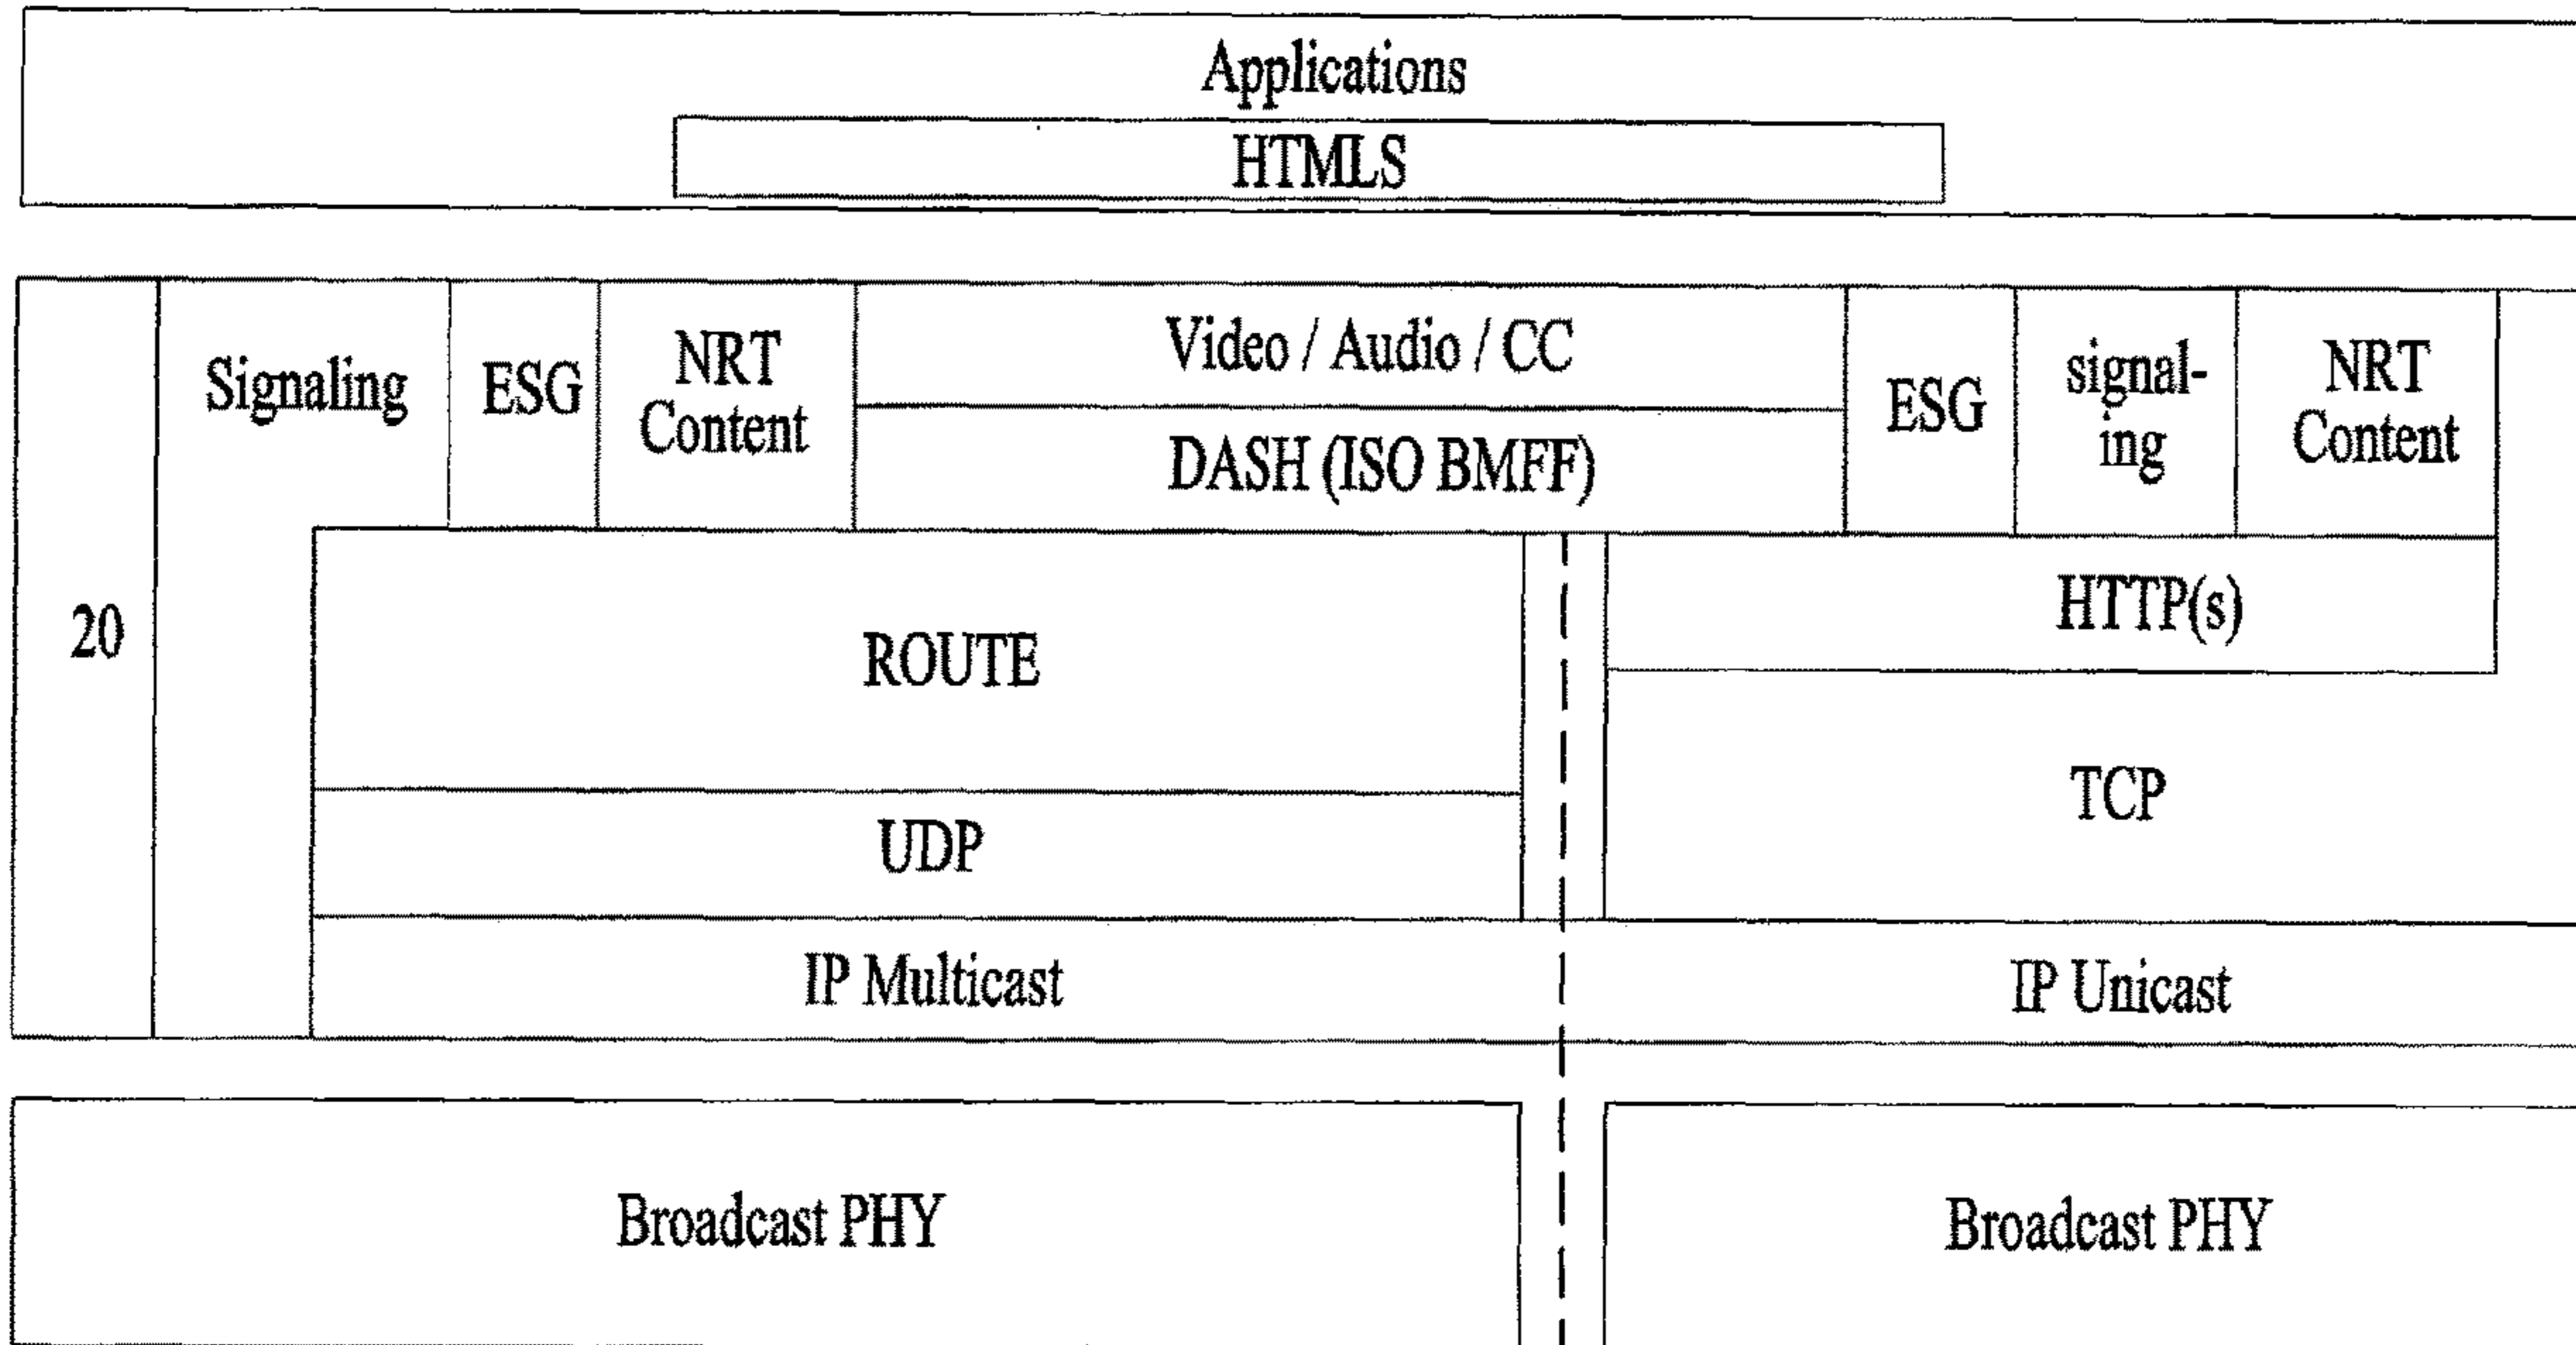 Applications
HTMLS
Signaling
ESG
NRT
Content
Video / Audio / CC
DASH (ISO BMFF)
ESG
signal-
ing
NRT
Content
20
ROUTE
HTTP(s)
UDP
TCP
IP Multicast
IP Unicast
Broadcast PHY
Broadcast PHY